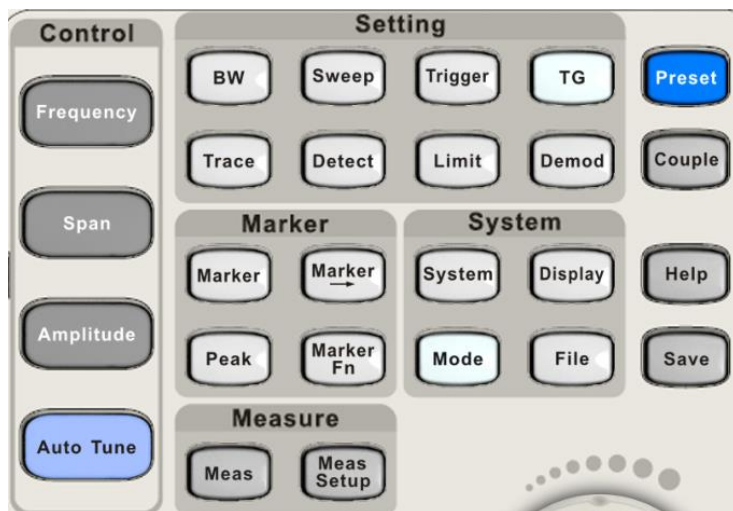 Control
Frequency
Span
Amplitude
Auto Tune
Setting
BW
Sweep
Trigger
TG
Trace
Detect
Limit
Demod
Marker
Marker
Marker
Peak
Marker
Fn
System
System
Display
Mode
File
Measure
Meas
Meas
Setup
Preset
Couple
Help
Save